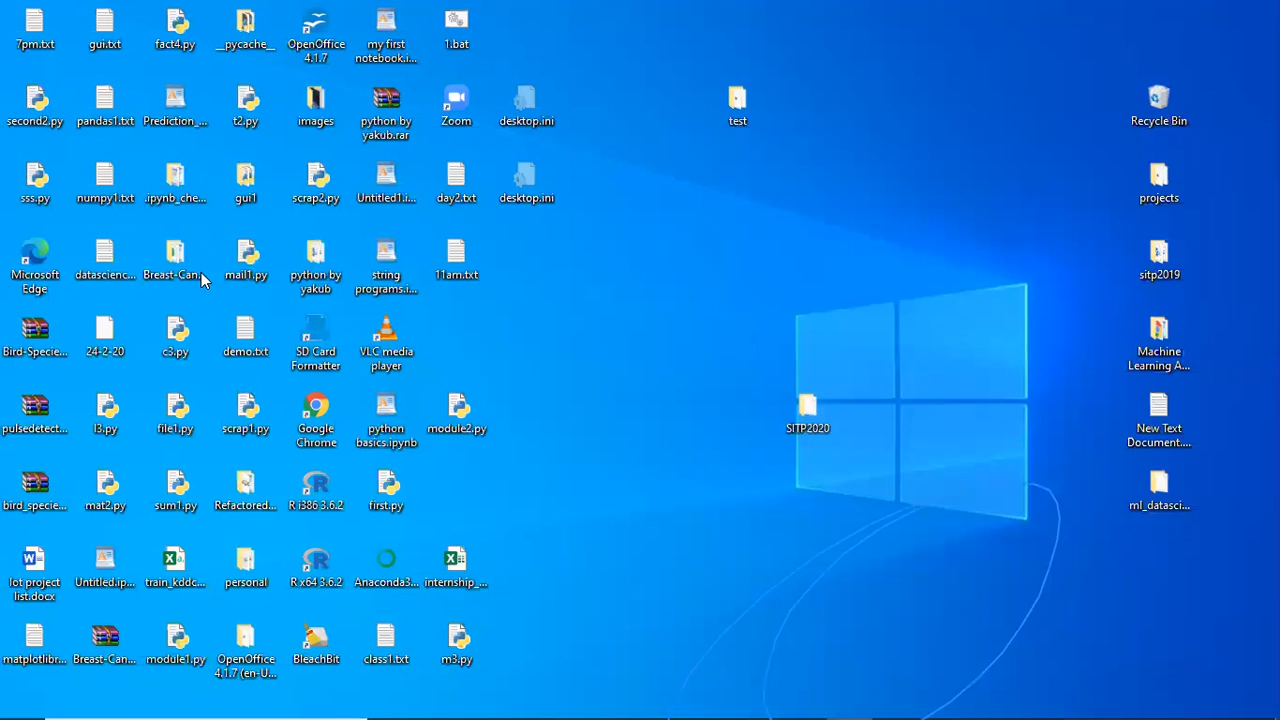 7pm.txt
gui.txt
fact4.py
__pycache__
OpenOffice
4.1.7
my first
notebook.i...
1.bat
second2.py
pandas1.txt
Prediction_...
t2.py
images
python by
yakub.rar
Zoom
desktop.ini
test
Recycle Bin
sss.py
numpy1.txt
.ipynb_che...
gui1
scrap2.py
Untitled1.i...
day2.txt
desktop.ini
projects
Microsoft
Edge
datascienc...
Breast-Can...
mail1.py
python by
yakub
string
programs.i...
11am.txt
sitp2019
Bird-Specie...
24-2-20
c3.py
demo.txt
SD Card
Formatter
VLC media
player
Machine
Learning A...
pulsedetect...
l3.py
file1.py
scrap1.py
Google
Chrome
python
basics.ipynb
module2.py
SITP2020
New Text
Document....
bird_specie...
mat2.py
sum1.py
Refactored...
R i386 3.6.2
first.py
ml_datasci...
Iot project
list.docx
Untitled.ip...
train_kddc...
personal
R x64 3.6.2
Anaconda3...
internship_...
matplotlibr...
Breast-Can...
module1.py
OpenOffice
4.1.7 (en-U...
BleachBit
class1.txt
m3.py